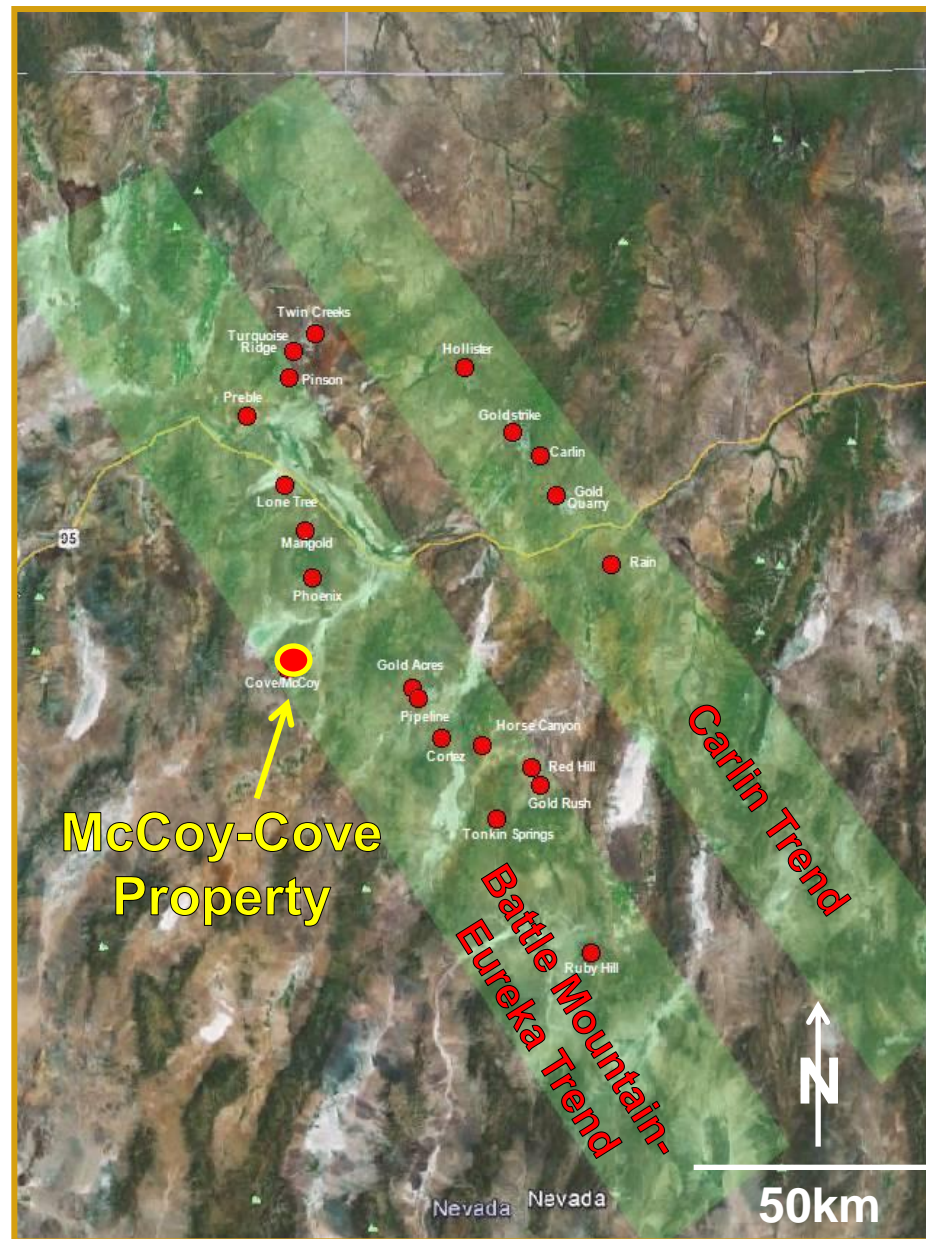 Twin Creeks
Turquoise
Ridge
Pinson
Preble
Hollister
Goldstrike
Carlin
Gold
Quarry
Lone Tree
95
Marigold
Rain
Phoenix
Cove/McCoy
Gold Acres
Pipeline
Horse Canyon
Cortez
Red Hill
Gold Rush
Tonkin Springs
McCoy-Cove
Property
Carlin Trend
Battle Mountain-
Eureka Trend
Ruby Hill
N
50km
Nevada
Nevada